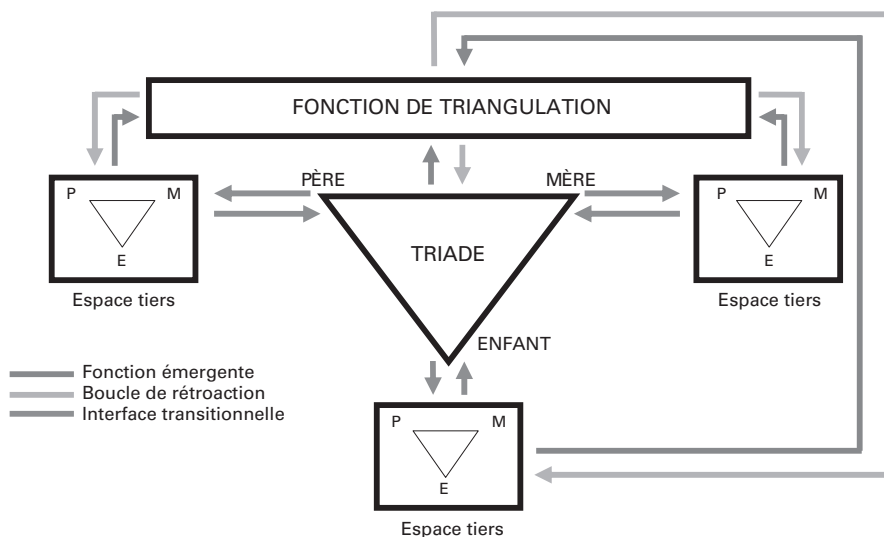 FONCTION DE TRIANGULATION
PÈRE
MÈRE
P
M
E
Espace tiers
TRIADE
P
M
E
Espace tiers
ENFANT
Fonction émergente
Boucle de rétroaction
Interface transitionnelle
P
M
E
Espace tiers